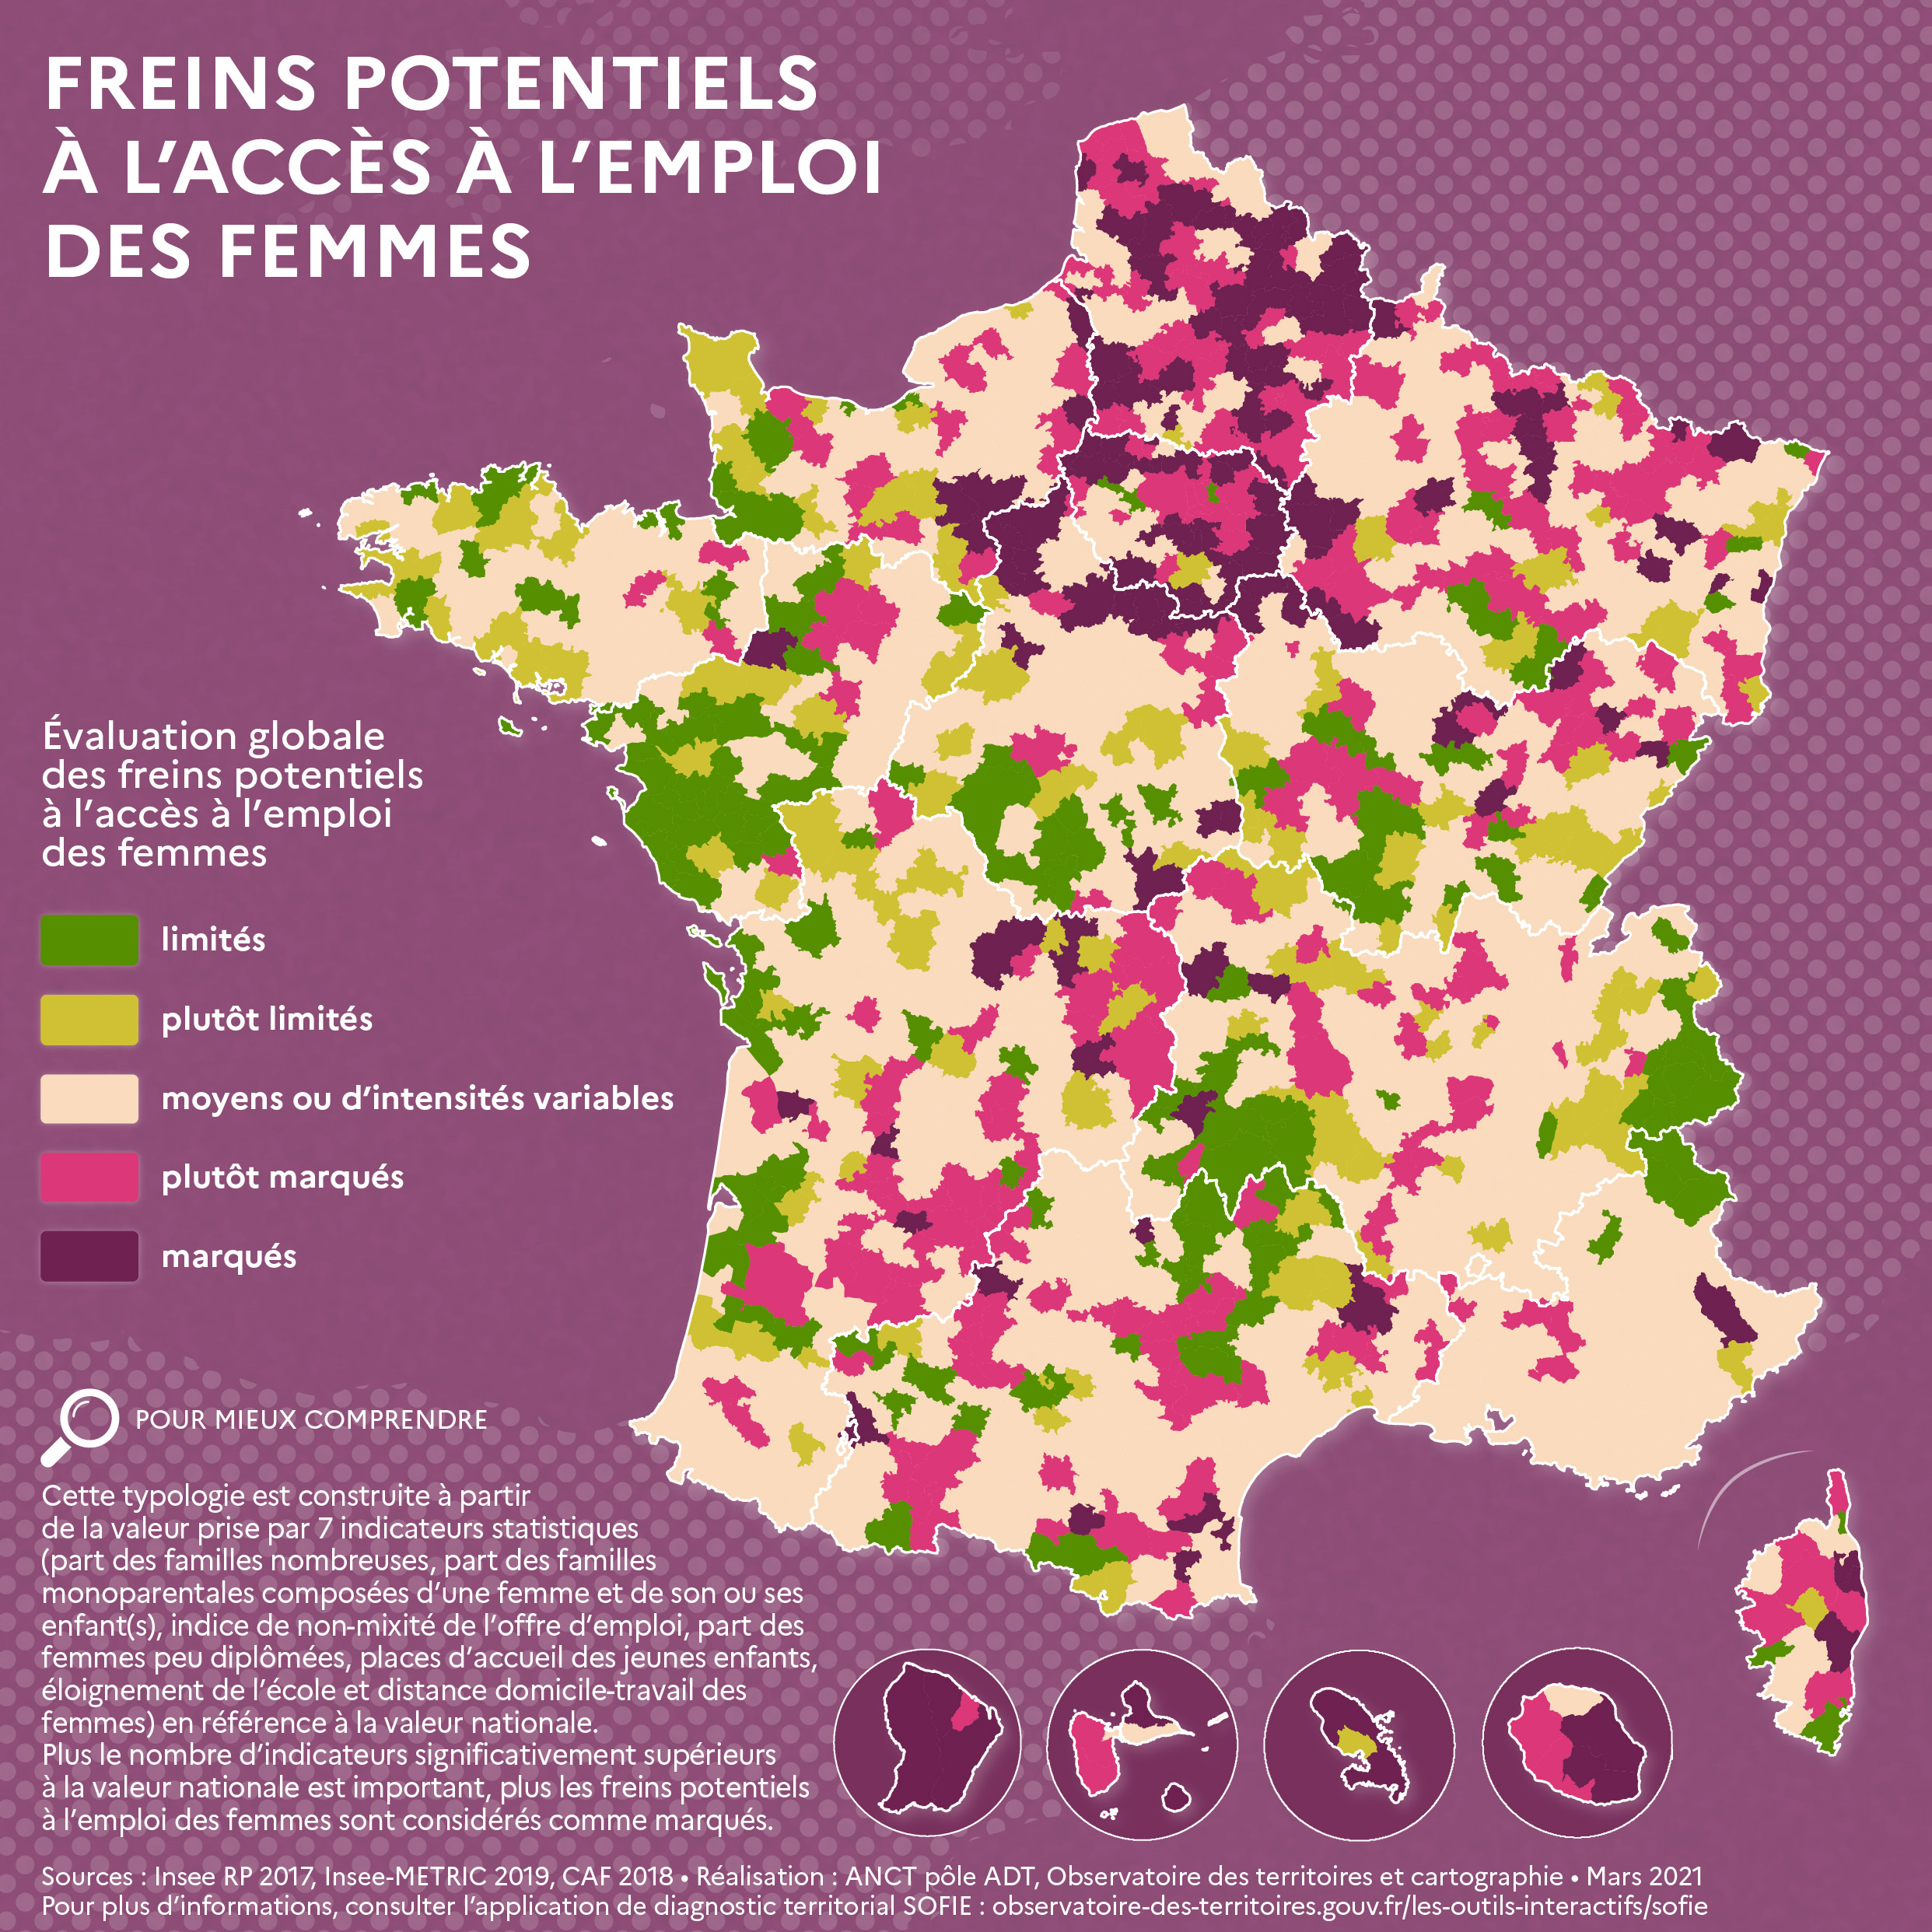 FREINS POTENTIELS
À L’ACCÈS À L’EMPLOI
DES FEMMES
Évaluation globale
des freins potentiels
à l’accès à l’emploi
des femmes
limités
plutôt limités
moyens ou d’intensités variables
plutôt marqués
marqués
POUR MIEUX COMPRENDRE
Cette typologie est construite à partir
de la valeur prise par 7 indicateurs statistiques
(part des familles nombreuses, part des familles
monoparentales composées d’une femme et de son ou ses
enfant(s), indice de non-mixité de l’offre d’emploi, part des
femmes peu diplômées, places d’accueil des jeunes enfants,
éloignement de l’école et distance domicile-travail des
femmes) en référence à la valeur nationale.
Plus le nombre d’indicateurs significativement supérieurs
à la valeur nationale est important, plus les freins potentiels
à l’emploi des femmes sont considérés comme marqués.
Sources : Insee RP 2017, Insee-METRIC 2019, CAF 2018 • Réalisation : ANCT pôle ADT, Observatoire des territoires et cartographie • Mars 2021
Pour plus d’informations, consulter l’application de diagnostic territorial SOFIE : observatoire-des-territoires.gouv.fr/les-outils-interactifs/sofie